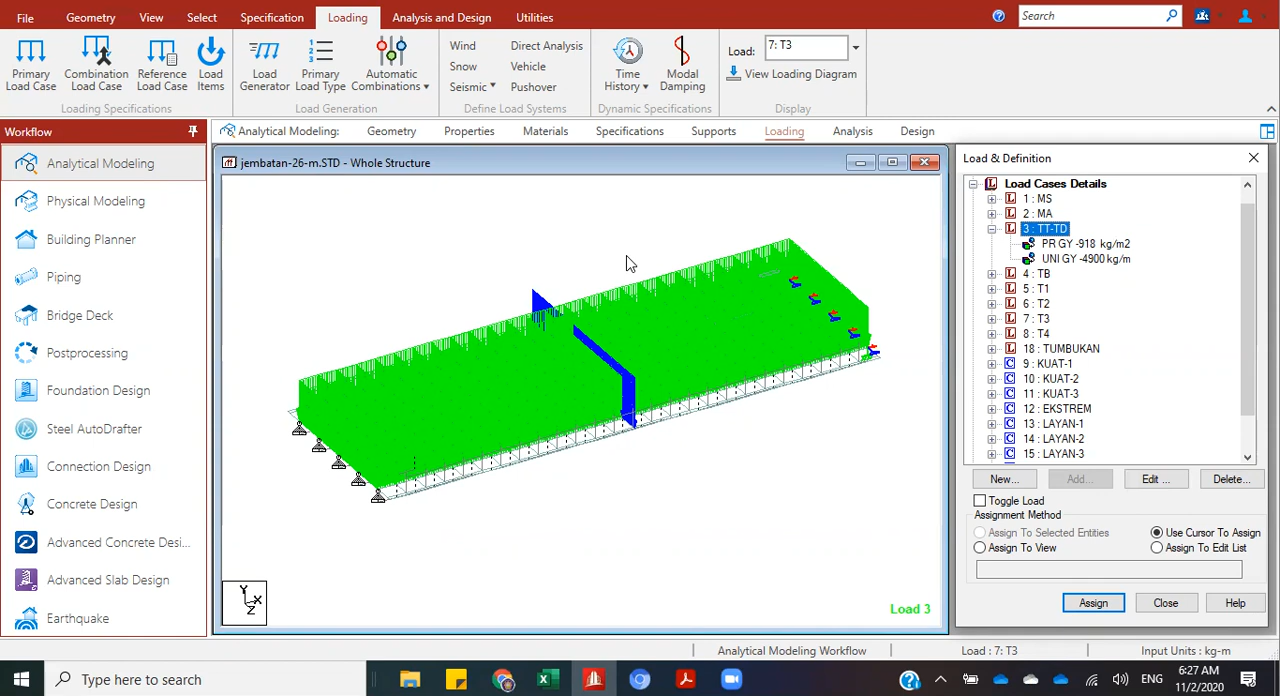 File Geometry View Select Specification Loading Analysis and Design Utilities Search
Primary Load Case
Combination Load Case
Reference Load Case
Load Items
Loading Specifications
Load Generator
Primary Load Type
Automatic Combinations
Load Generation
Wind
Snow
Seismic
Direct Analysis
Vehicle
Pushover
Define Load Systems
Time History
Modal Damping
Dynamic Specifications
Load: 7: T3
View Loading Diagram
Display
Workflow
Analytical Modeling
Physical Modeling
Building Planner
Piping
Bridge Deck
Postprocessing
Foundation Design
Steel AutoDrafter
Connection Design
Concrete Design
Advanced Concrete Desi...
Advanced Slab Design
Earthquake
Analytical Modeling: Geometry Properties Materials Specifications Supports Loading Analysis Design
jembatan-26-m.STD - Whole Structure
Y
X
Z
Load 3
Load & Definition
Load Cases Details
1 : MS
2 : MA
3 : TT-TD
PR GY -918 kg/m2
UNI GY -4900 kg/m
4 : TB
5 : T1
6 : T2
7 : T3
8 : T4
18 : TUMBUKAN
9 : KUAT-1
10 : KUAT-2
11 : KUAT-3
12 : EKSTREM
13 : LAYAN-1
14 : LAYAN-2
15 : LAYAN-3
New... Add... Edit ... Delete...
Toggle Load
Assignment Method
Assign To Selected Entities Use Cursor To Assign
Assign To View Assign To Edit List
Assign Close Help
Analytical Modeling Workflow Load : 7: T3 Input Units : kg-m
Type here to search
ENG
6:27 AM
11/2/2020